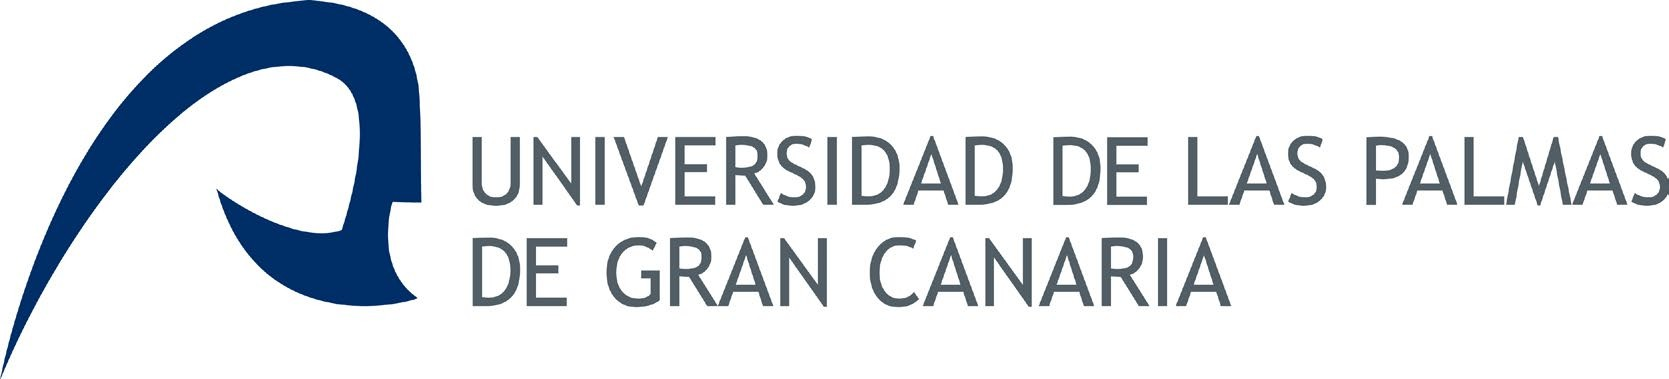 UNIVERSIDAD DE LAS PALMAS
DE GRAN CANARIA